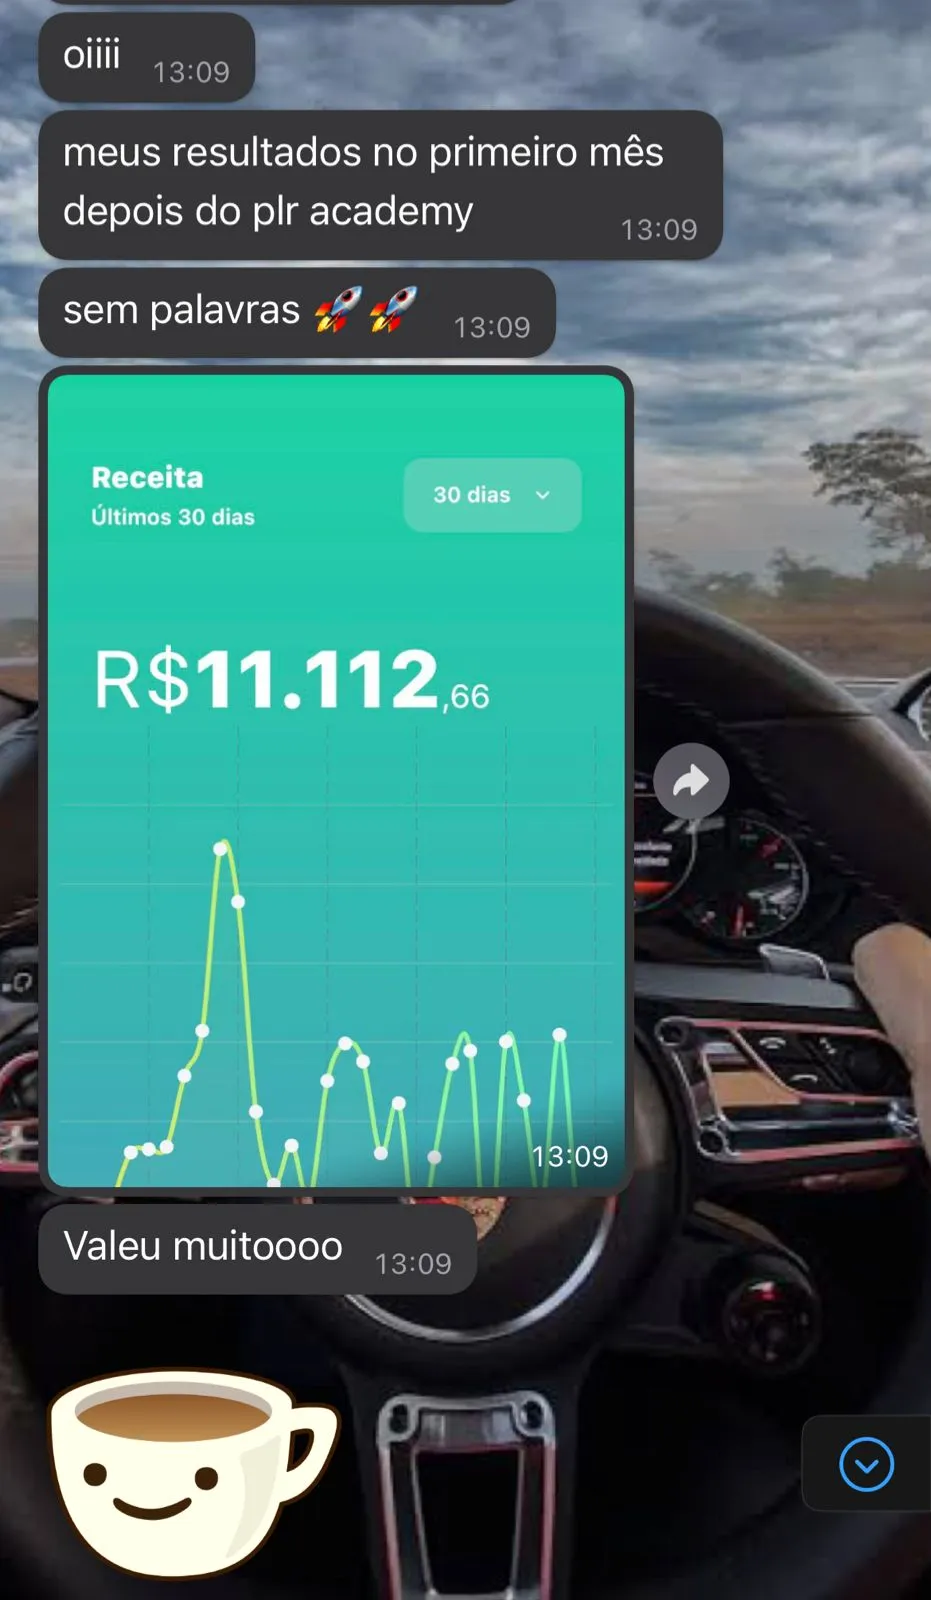 oiiii 13:09
meus resultados no primeiro mês
depois do plr academy 13:09
sem palavras 🚀🚀 13:09
Receita
Últimos 30 dias
30 dias
R$11.112,66
13:09
Valeu muitoooo 13:09